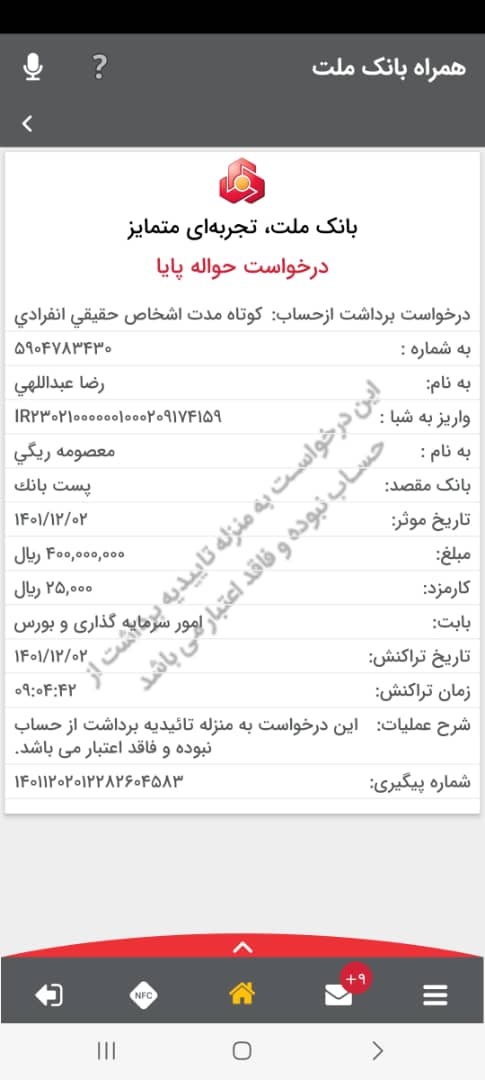 همراه بانک ملت
?
بانک ملت، تجربه‌ای متمایز
درخواست حواله پایا
درخواست برداشت ازحساب: کوتاه مدت اشخاص حقيقي انفرادي
به شماره : ۵۹۰۴۷۸۳۴۳۰
به نام: رضا عبداللهي
واریز به شبا : IR۲۳۰۲۱۰۰۰۰۰۰۱۰۰۰۲۰۹۱۷۴۱۵۹
به نام : معصومه ريگي
بانک مقصد: پست بانك
تاریخ موثر: ۱۴۰۱/۱۲/۰۲
مبلغ: ۴۰۰,۰۰۰,۰۰۰ ریال
کارمزد: ۲۵,۰۰۰ ریال
بابت: امور سرمایه گذاری و بورس
تاریخ تراکنش: ۱۴۰۱/۱۲/۰۲
زمان تراکنش: ۰۹:۰۴:۴۲
شرح عملیات: این درخواست به منزله تائیدیه برداشت از حساب
نبوده و فاقد اعتبار می باشد.
شماره پیگیری: ۱۴۰۱۱۲۰۲۰۱۲۲۸۲۶۰۴۵۸۳
این درخواست به منزله تاییدیه برداشت از
حساب نبوده و فاقد اعتبار می باشد
NFC
+۹